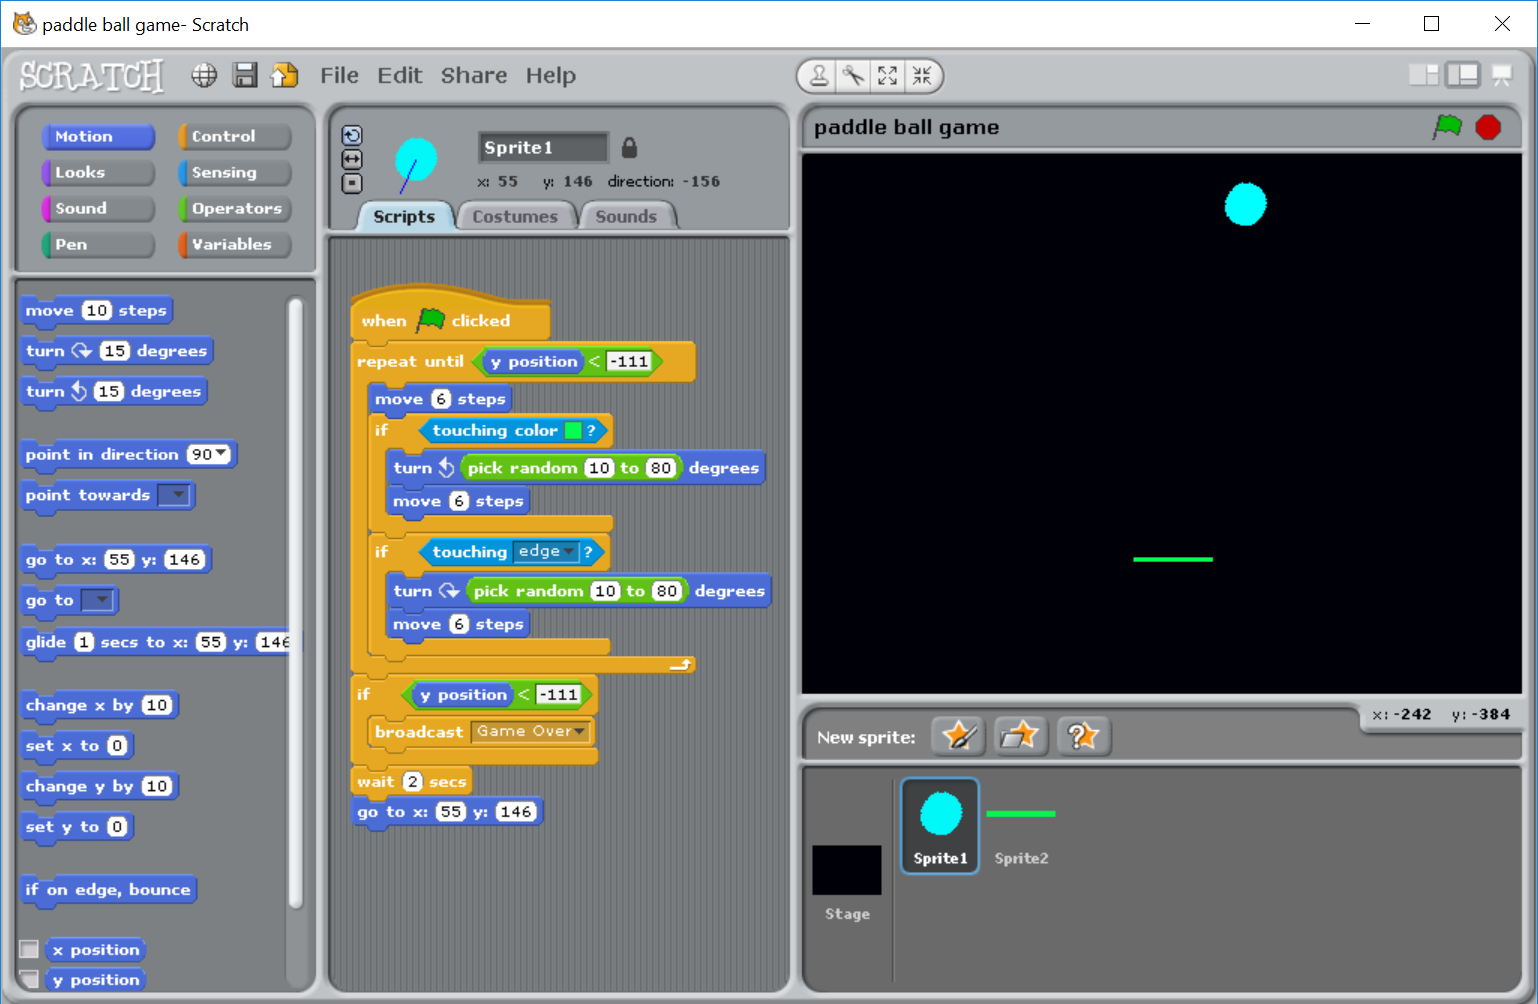 paddle ball game- Scratch
SCRATCH
File Edit Share Help
Motion Control
Looks Sensing
Sound Operators
Pen Variables
move 10 steps
turn 15 degrees
turn 15 degrees
point in direction 90
point towards
go to x: 55 y: 146
go to
glide 1 secs to x: 55 y: 146
change x by 10
set x to 0
change y by 10
set y to 0
if on edge, bounce
x position
y position
Sprite1
x: 55 y: 146 direction: -156
Scripts Costumes Sounds
when clicked
repeat until y position < -111
move 6 steps
if touching color ?
turn pick random 10 to 80 degrees
move 6 steps
if touching edge ?
turn pick random 10 to 80 degrees
move 6 steps
if y position < -111
broadcast Game Over
wait 2 secs
go to x: 55 y: 146
paddle ball game
x: -242 y: -384
New sprite:
Sprite1 Sprite2
Stage